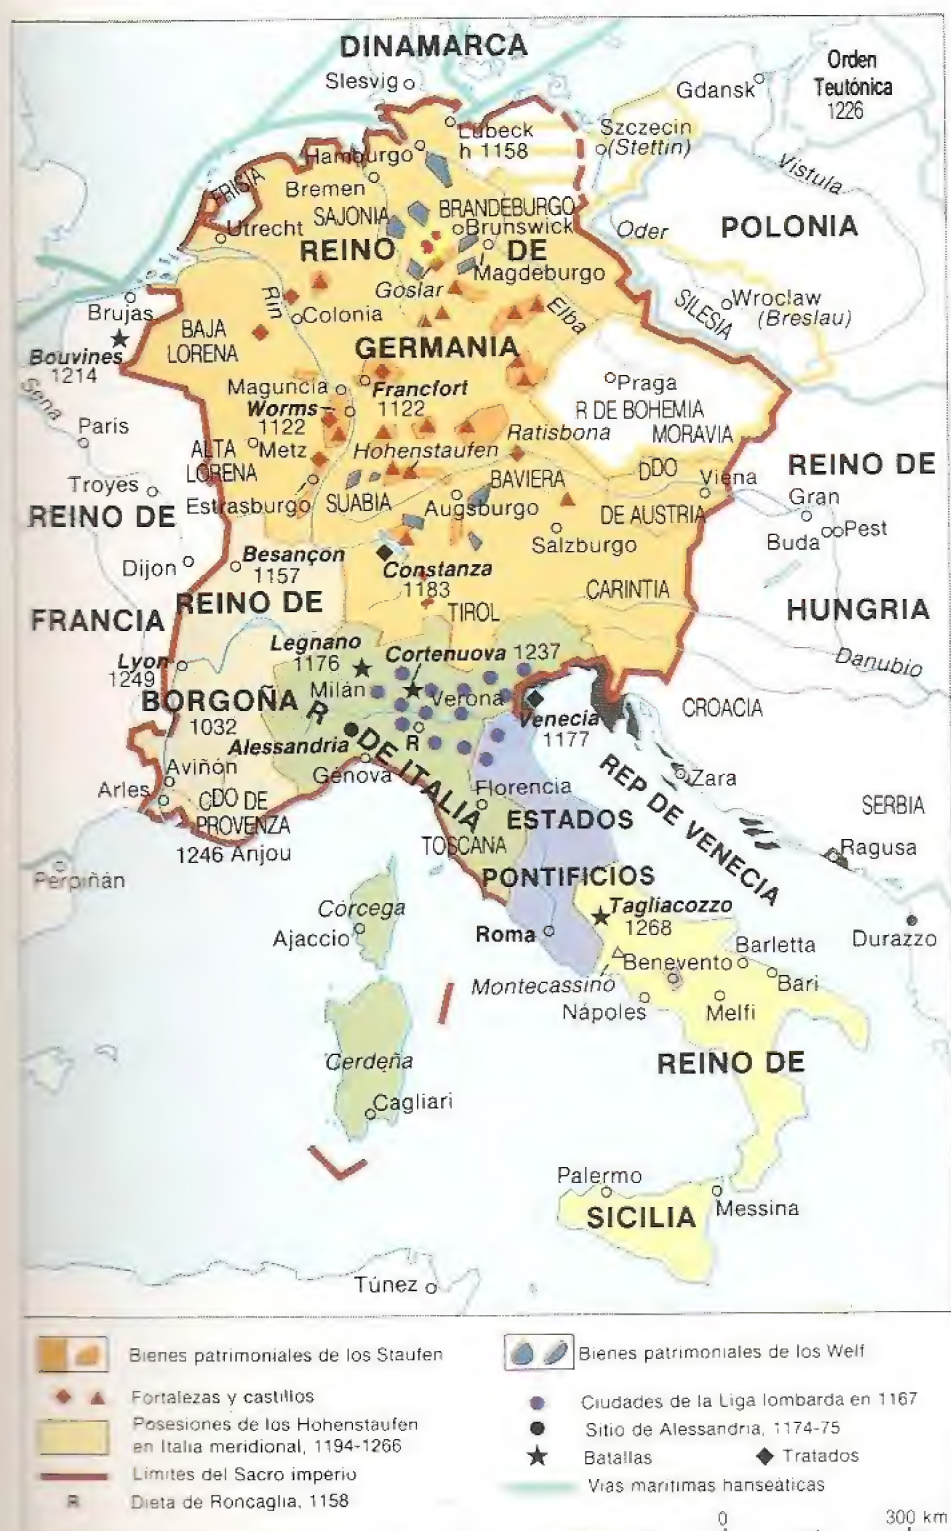 DINAMARCA
Slesvig
Gdansk
Orden
Teutónica
1226
Lübeck
h 1158
Szczecin
(Stettin)
Hamburgo
Vístula
FRISIA
Bremen
SAJONIA
BRANDEBURGO
Utrecht
Brunswick
Oder
POLONIA
REINO DE
Magdeburgo
Goslar
SILESIA
Wroclaw
(Breslau)
Brujas
Rin
Colonia
Elba
BAJA
LORENA
Bouvines
1214
GERMANIA
Sena
Maguncia
Francfort
1122
Praga
R DE BOHEMIA
MORAVIA
Worms
1122
París
ALTA
LORENA
Metz
Hohenstaufen
Ratisbona
Troyes
Estrasburgo
SUABIA
BAVIERA
DDO
Viena
REINO DE
Gran
REINO DE
Augsburgo
DE AUSTRIA
Salzburgo
Buda
Pest
Dijon
Besançon
1157
Constanza
1183
CARINTIA
REINO DE
TIROL
FRANCIA
HUNGRIA
Legnano
1176
Cortenuova 1237
Danubio
Lyon
1249
Milán
Verona
BORGOÑA
1032
R
Venecia
1177
CROACIA
Alessandria
R
DE ITALIA
Génova
Aviñón
Arles
CDO DE
PROVENZA
1246 Anjou
Florencia
REP DE VENECIA
Zara
ESTADOS
SERBIA
TOSCANA
Ragusa
Perpiñán
PONTIFICIOS
Córcega
Ajaccio
Tagliacozzo
1268
Roma
Barletta
Durazzo
Benevento
Bari
Montecassino
Nápoles
Melfi
Cerdeña
REINO DE
Cagliari
Palermo
SICILIA
Messina
Túnez
Bienes patrimoniales de los Staufen
Fortalezas y castillos
Posesiones de los Hohenstaufen
en Italia meridional, 1194-1266
Límites del Sacro imperio
R Dieta de Roncaglia, 1158
Bienes patrimoniales de los Welf
Ciudades de la Liga lombarda en 1167
Sitio de Alessandria, 1174-75
Batallas
Tratados
Vías marítimas hanseáticas
0 300 km